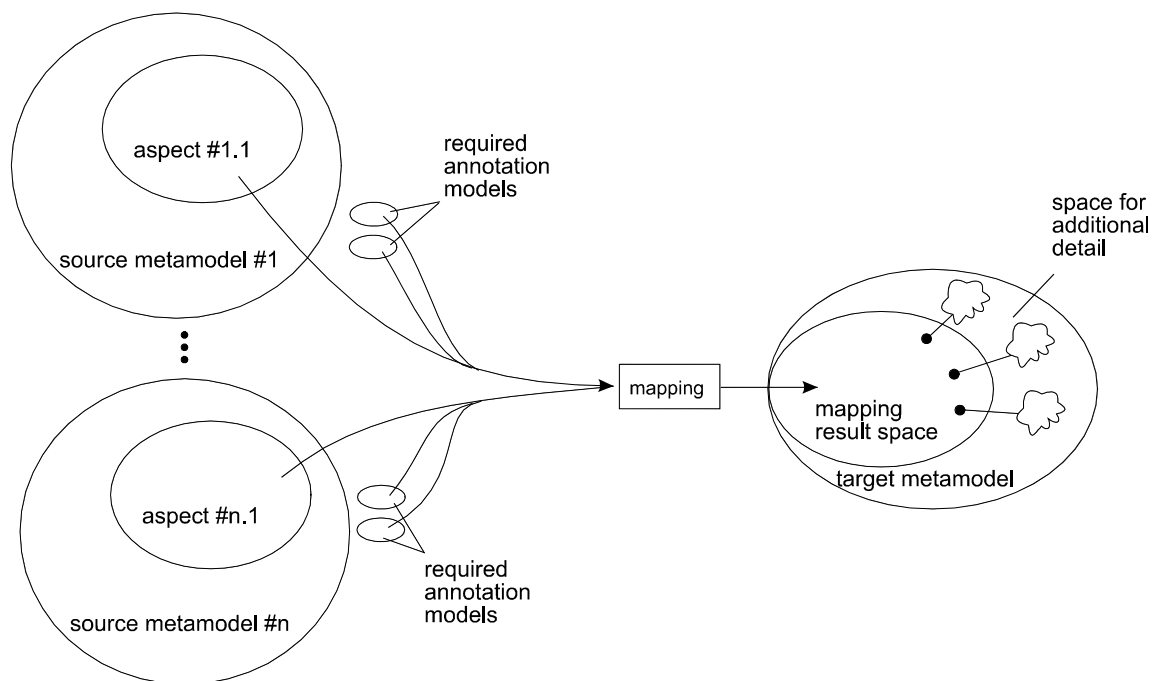 aspect #1.1
source metamodel #1
required
annotation
models
aspect #n.1
source metamodel #n
required
annotation
models
mapping
space for
additional
detail
mapping
result space
target metamodel